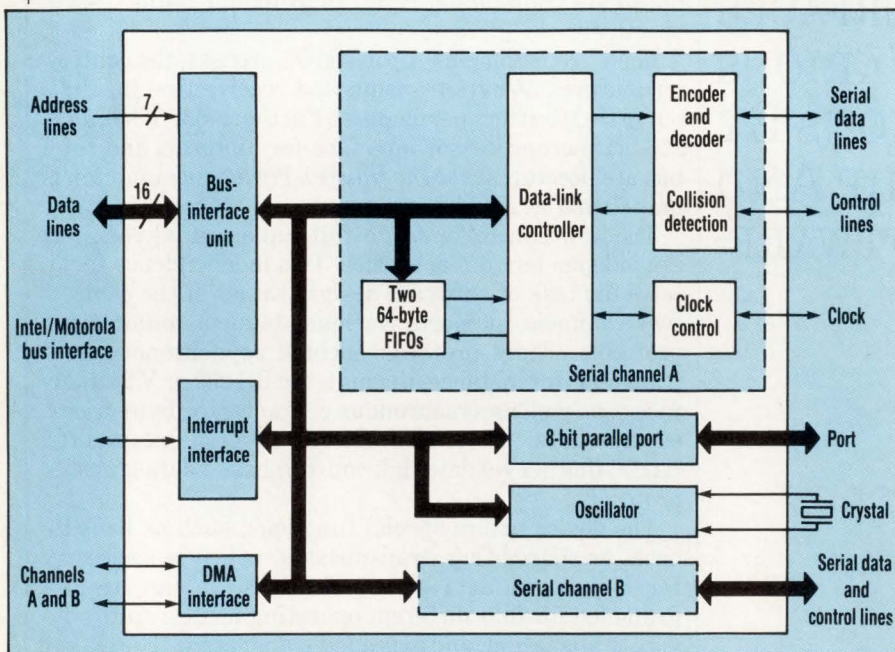 Address
lines
7
Data
lines
16
Bus-
interface
unit
Intel/Motorola
bus interface
Interrupt
interface
Channels
A and B
DMA
interface
Data-link
controller
Two
64-byte
FIFOs
Encoder
and
decoder
Collision
detection
Clock
control
Serial channel A
Serial
data
lines
Control
lines
Clock
8-bit parallel port
Port
Oscillator
Crystal
Serial channel B
Serial data
and
control lines